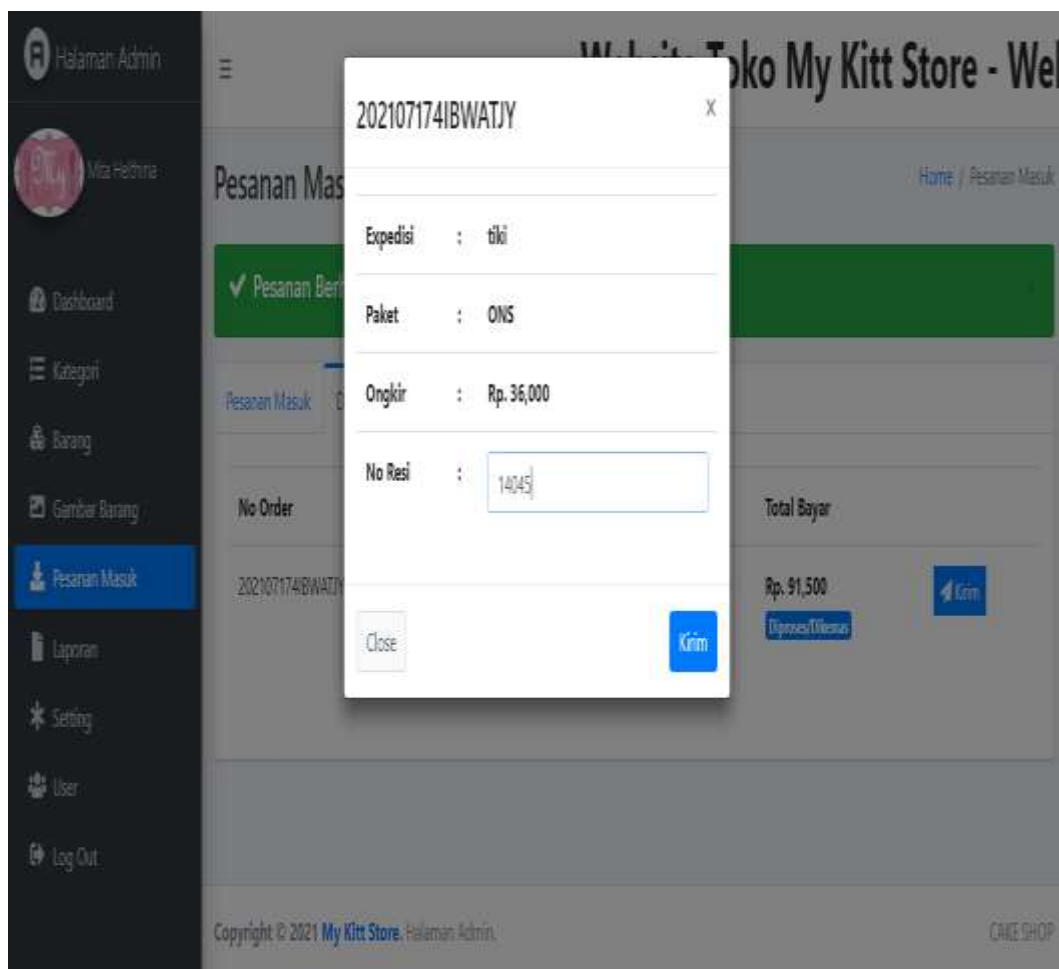 Halaman Admin
Toko My Kitt Store - Wel
202107174IBWATJY X
Mita Helthina
Pesanan Mas
Home / Pesanan Masuk
Expedisi : tiki
Pesanan Ber
Dashboard
Paket : ONS
Kategori
Pesanan Masuk D
Ongkir : Rp. 36,000
Barang
No Resi : 14045
Gambar Barang
No Order
Total Bayar
Pesanan Masuk
202107174IBWATJY
Rp. 91,500
Kirim
Diproses/Dikemas
Laporan
Close
Kirim
Setting
User
Log Out
Copyright © 2021 My Kitt Store. Halaman Admin.
CAKE SHOP